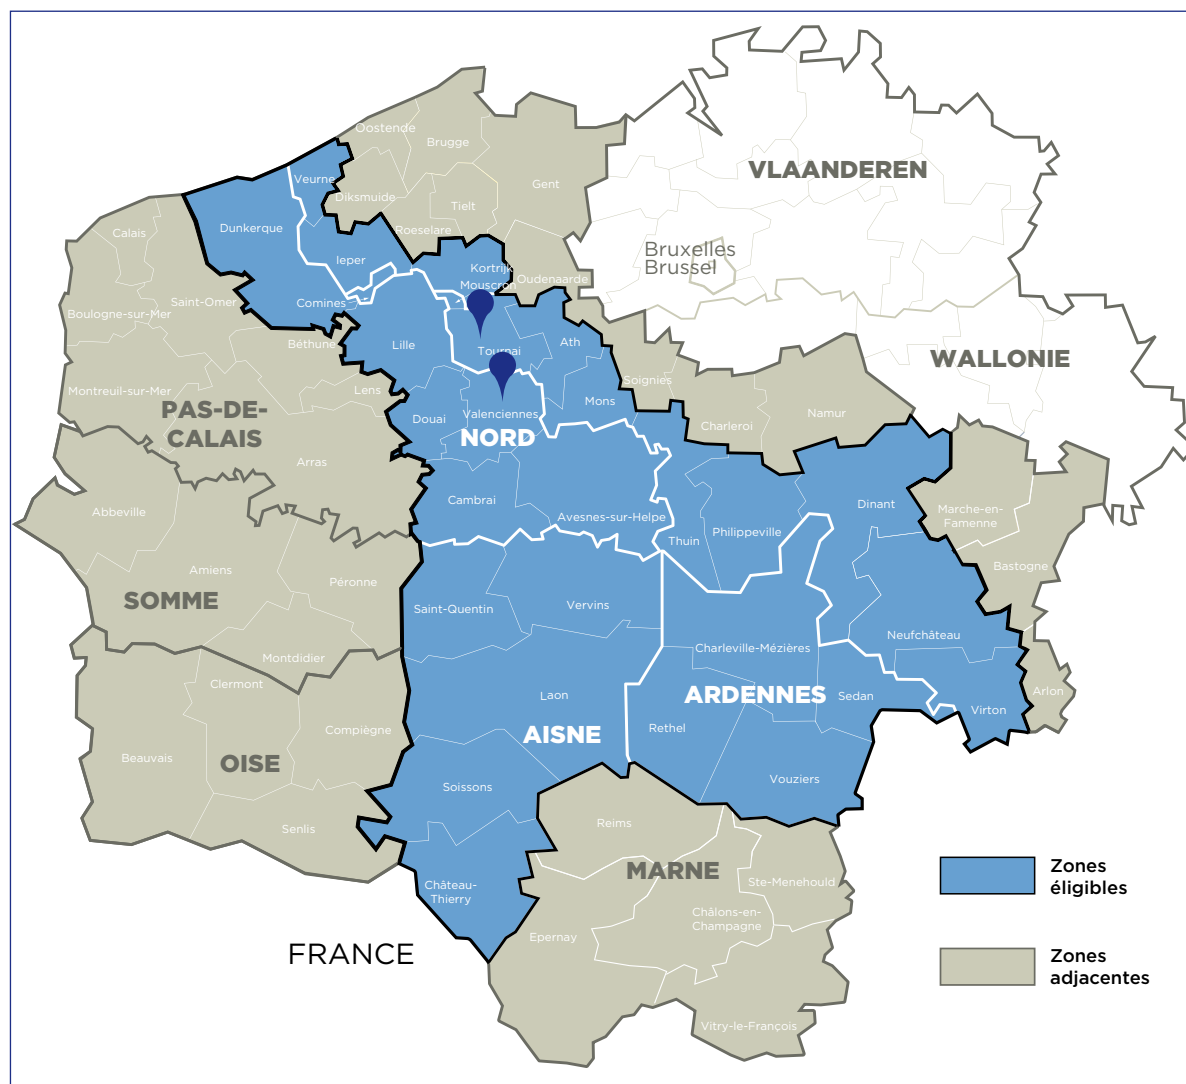 Oostende
Brugge
VLAANDEREN
Veurne
Gent
Diksmuide
Tielt
Calais
Dunkerque
Roeselare
Bruxelles
Brussel
Ieper
Kortrijk
Oudenaarde
Mouscron
Saint-Omer
Comines
Boulogne-sur-Mer
Béthune
Lille
Tournai
Ath
WALLONIE
Soignies
Montreuil-sur-Mer
Lens
Mons
PAS-DE-
CALAIS
Douai
Valenciennes
Charleroi
Namur
NORD
Arras
Abbeville
Cambrai
Avesnes-sur-Helpe
Dinant
Marche-en-
Famenne
Thuin
Philippeville
Amiens
Péronne
Bastogne
SOMME
Saint-Quentin
Vervins
Neufchâteau
Montdidier
Charleville-Mézières
Clermont
Laon
ARDENNES
Sedan
Arlon
Virton
Compiègne
Rethel
AISNE
Beauvais
OISE
Soissons
Vouziers
Senlis
Reims
MARNE
Château-
Thierry
Ste-Menehould
Châlons-en-
Champagne
Epernay
FRANCE
Vitry-le-François
Zones
éligibles
Zones
adjacentes